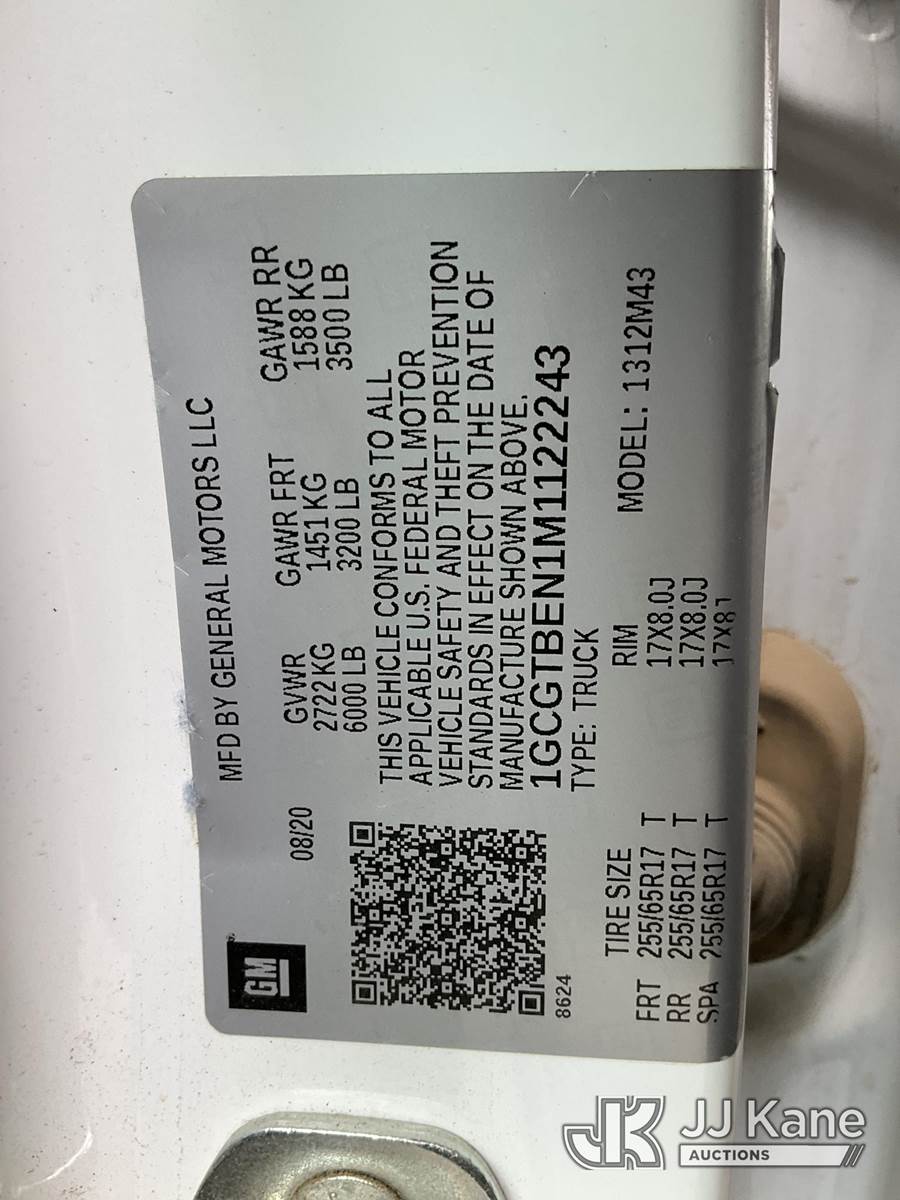 GM
MFD BY GENERAL MOTORS LLC
08/20
GVWR GAWR FRT GAWR RR
2722 KG 1451 KG 1588 KG
6000 LB 3200 LB 3500 LB
THIS VEHICLE CONFORMS TO ALL
APPLICABLE U.S. FEDERAL MOTOR
VEHICLE SAFETY AND THEFT PREVENTION
STANDARDS IN EFFECT ON THE DATE OF
MANUFACTURE SHOWN ABOVE.
1GCGTBEN1M1122243
8624
TYPE: TRUCK
MODEL: 1312M43
TIRE SIZE RIM
FRT 255/65R17 T 17X8.0J
RR 255/65R17 T 17X8.0J
SPA 255/65R17 T
JK JJ Kane
AUCTIONS